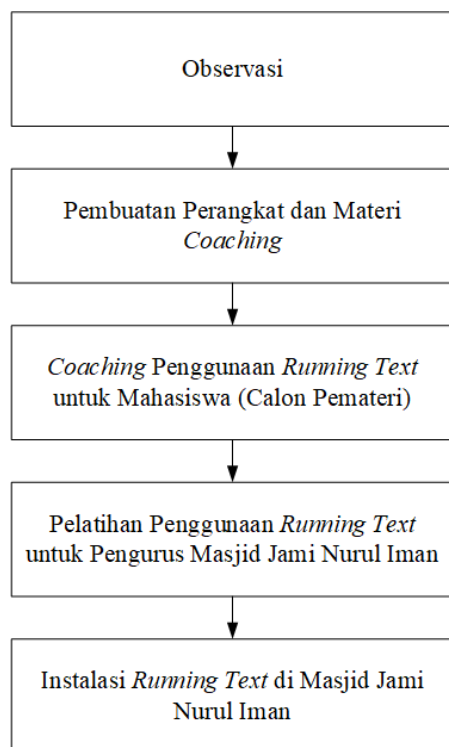 Observasi
Pembuatan Perangkat dan Materi
Coaching
Coaching Penggunaan Running Text
untuk Mahasiswa (Calon Pemateri)
Pelatihan Penggunaan Running Text
untuk Pengurus Masjid Jami Nurul Iman
Instalasi Running Text di Masjid Jami
Nurul Iman